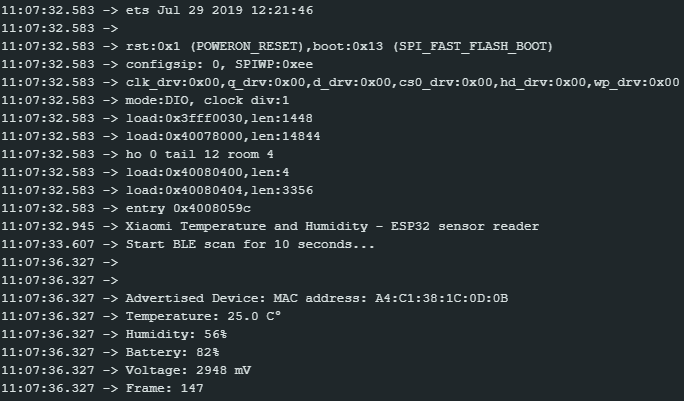 11:07:32.583 -> ets Jul 29 2019 12:21:46
11:07:32.583 ->
11:07:32.583 -> rst:0x1 (POWERON_RESET),boot:0x13 (SPI_FAST_FLASH_BOOT)
11:07:32.583 -> configsip: 0, SPIWP:0xee
11:07:32.583 -> clk_drv:0x00,q_drv:0x00,d_drv:0x00,cs0_drv:0x00,hd_drv:0x00,wp_drv:0x00
11:07:32.583 -> mode:DIO, clock div:1
11:07:32.583 -> load:0x3fff0030,len:1448
11:07:32.583 -> load:0x40078000,len:14844
11:07:32.583 -> ho 0 tail 12 room 4
11:07:32.583 -> load:0x40080400,len:4
11:07:32.583 -> load:0x40080404,len:3356
11:07:32.583 -> entry 0x4008059c
11:07:32.945 -> Xiaomi Temperature and Humidity - ESP32 sensor reader
11:07:33.607 -> Start BLE scan for 10 seconds...
11:07:36.327 ->
11:07:36.327 ->
11:07:36.327 -> Advertised Device: MAC address: A4:C1:38:1C:0D:0B
11:07:36.327 -> Temperature: 25.0 C°
11:07:36.327 -> Humidity: 56%
11:07:36.327 -> Battery: 82%
11:07:36.327 -> Voltage: 2948 mV
11:07:36.327 -> Frame: 147